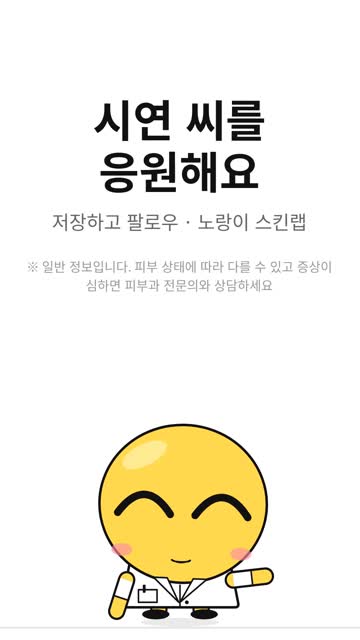 시연 씨를
응원해요
저장하고 팔로우 · 노랑이 스킨랩
※ 일반 정보입니다. 피부 상태에 따라 다를 수 있고 증상이
심하면 피부과 전문의와 상담하세요